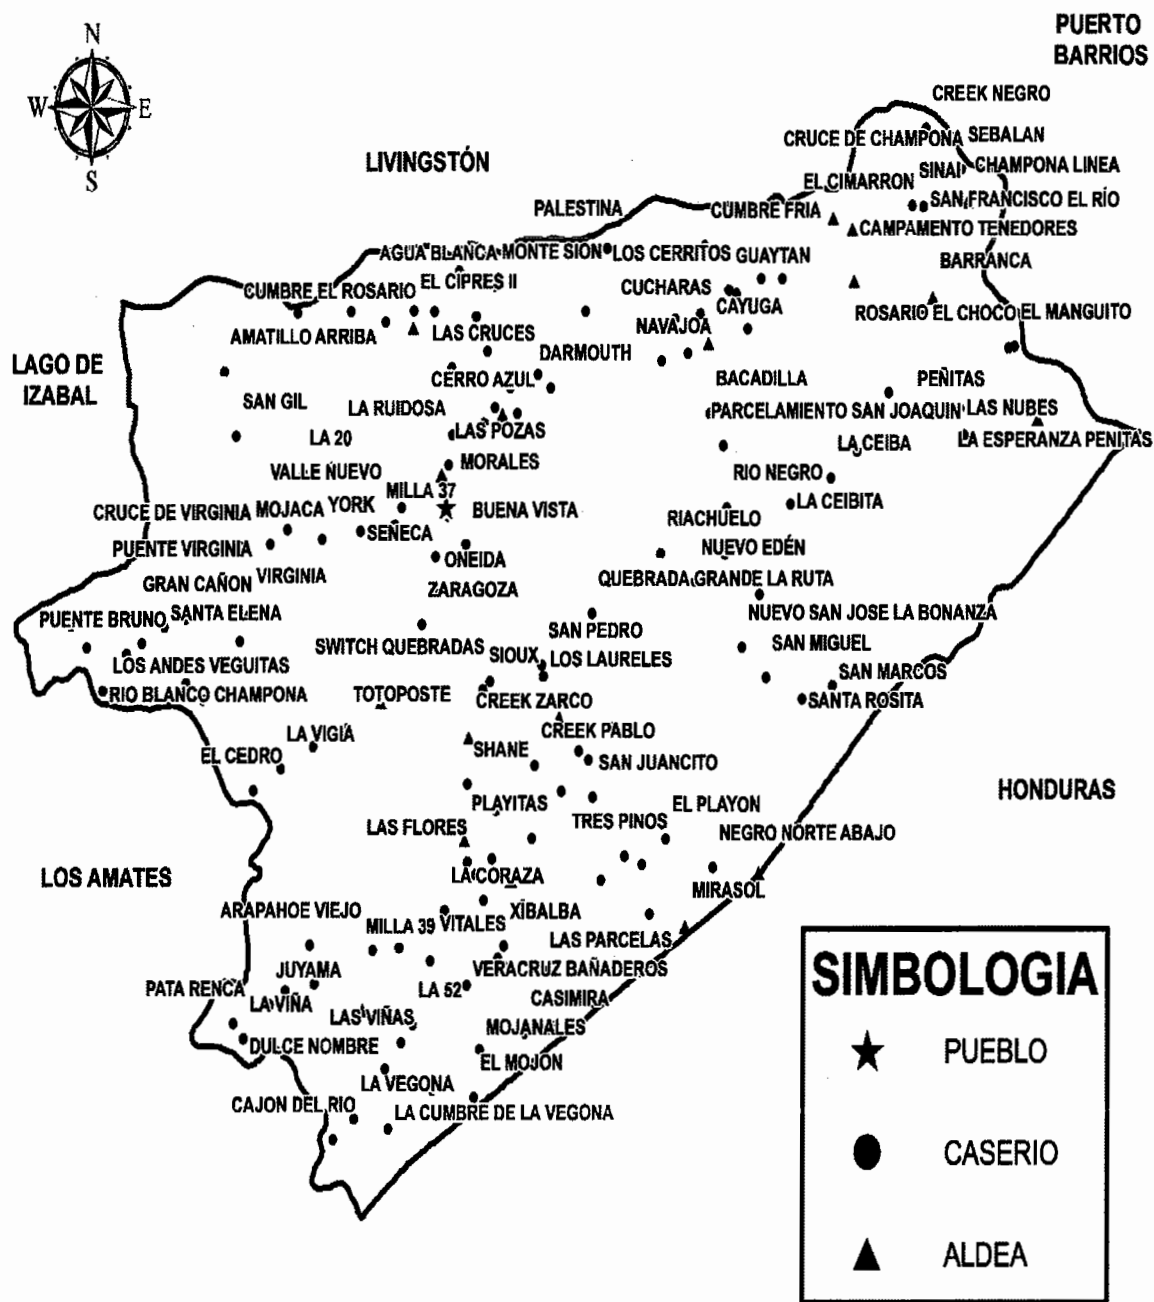 PUERTO
BARRIOS
N
W E
S
CREEK NEGRO
CRUCE DE CHAMPONA SEBALAN
LIVINGSTÓN
SINAI CHAMPONA LINEA
EL CIMARRON
SAN FRANCISCO EL RÍO
PALESTINA
CUMBRE FRIA
CAMPAMENTO TENEDORES
AGUA BLANCA MONTE SION LOS CERRITOS GUAYTAN
BARRANCA
EL CIPRES II
CUMBRE EL ROSARIO
CUCHARAS
CAYUGA
ROSARIO EL CHOCO EL MANGUITO
AMATILLO ARRIBA
LAS CRUCES
NAVAJOA
DARMOUTH
LAGO DE
IZABAL
CERRO AZUL
BACADILLA
PEÑITAS
SAN GIL
LA RUIDOSA
PARCELAMIENTO SAN JOAQUIN LAS NUBES
LA 20
LAS POZAS
LA CEIBA
LA ESPERANZA PENITAS
VALLE NUEVO
MORALES
RIO NEGRO
MILLA 37
CRUCE DE VIRGINIA MOJACA YORK
BUENA VISTA
LA CEIBITA
RIACHUELO
SENECA
PUENTE VIRGINIA
ONEIDA
NUEVO EDÉN
GRAN CAÑON VIRGINIA
ZARAGOZA
QUEBRADA GRANDE LA RUTA
PUENTE BRUNO SANTA ELENA
NUEVO SAN JOSE LA BONANZA
SWITCH QUEBRADAS
SAN PEDRO
SAN MIGUEL
SIOUX
LOS LAURELES
LOS ANDES VEGUITAS
SAN MARCOS
RIO BLANCO CHAMPONA
TOTOPOSTE
CREEK ZARCO
SANTA ROSITA
LA VIGIA
CREEK PABLO
EL CEDRO
SHANE
SAN JUANCITO
HONDURAS
PLAYITAS
EL PLAYON
LAS FLORES
TRES PINOS
NEGRO NORTE ABAJO
LOS AMATES
LA CORAZA
MIRASOL
ARAPAHOE VIEJO
XIBALBA
MILLA 39 VITALES
LAS PARCELAS
JUYAMA
VERACRUZ BAÑADEROS
PATA RENCA
LA VIÑA
LA 52
CASIMIRA
LAS VIÑAS
MOJANALES
DULCE NOMBRE
EL MOJON
LA VEGONA
CAJON DEL RIO
LA CUMBRE DE LA VEGONA
SIMBOLOGIA
PUEBLO
CASERIO
ALDEA